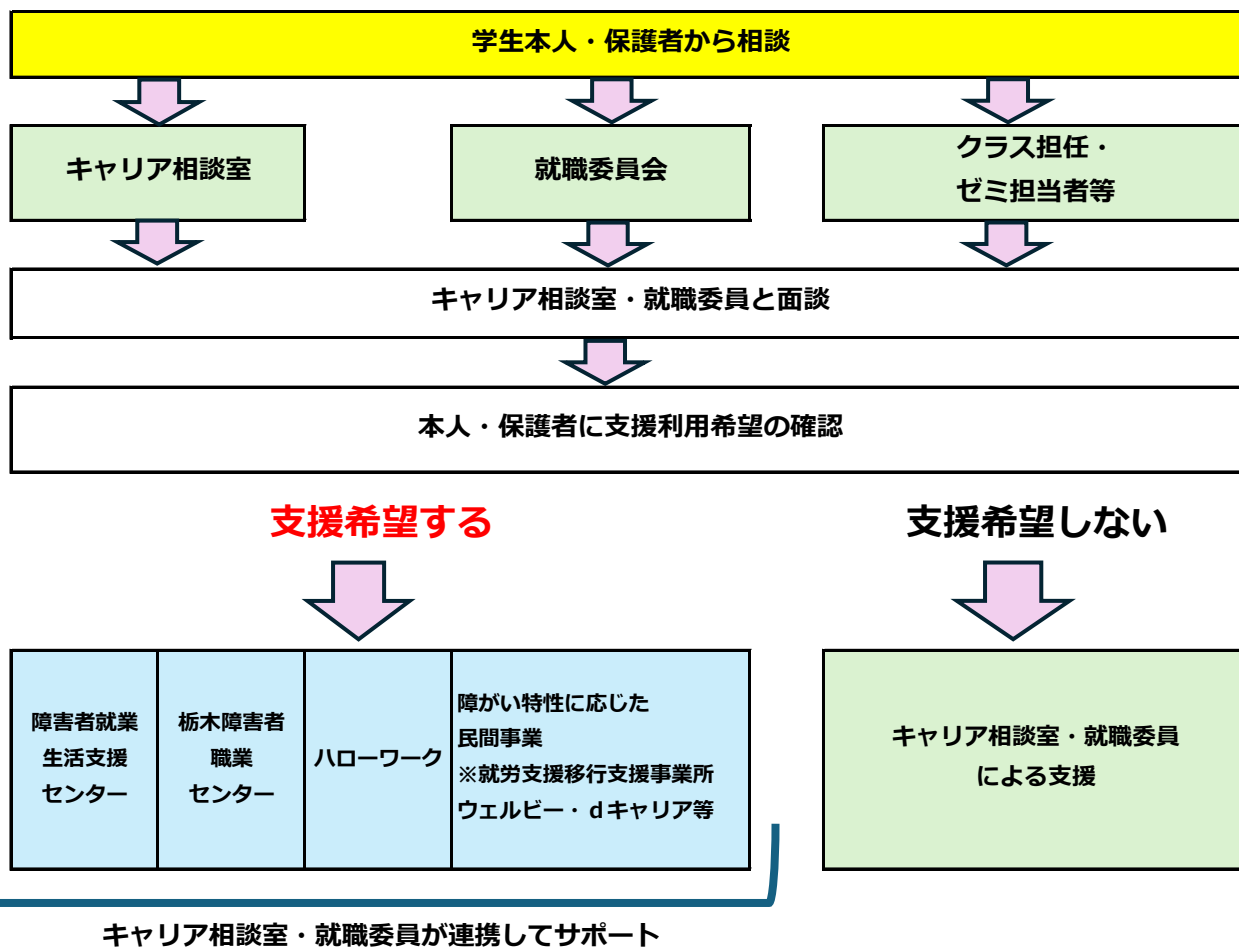 学生本人・保護者から相談
キャリア相談室
就職委員会
クラス担任・
ゼミ担当者等
キャリア相談室・就職委員と面談
本人・保護者に支援利用希望の確認
支援希望する
支援希望しない
障害者就業
生活支援
センター
栃木障害者
職業
センター
ハローワーク
障がい特性に応じた
民間事業
※就労支援移行支援事業所
ウェルビー・ｄキャリア等
キャリア相談室・就職委員
による支援
キャリア相談室・就職委員が連携してサポート